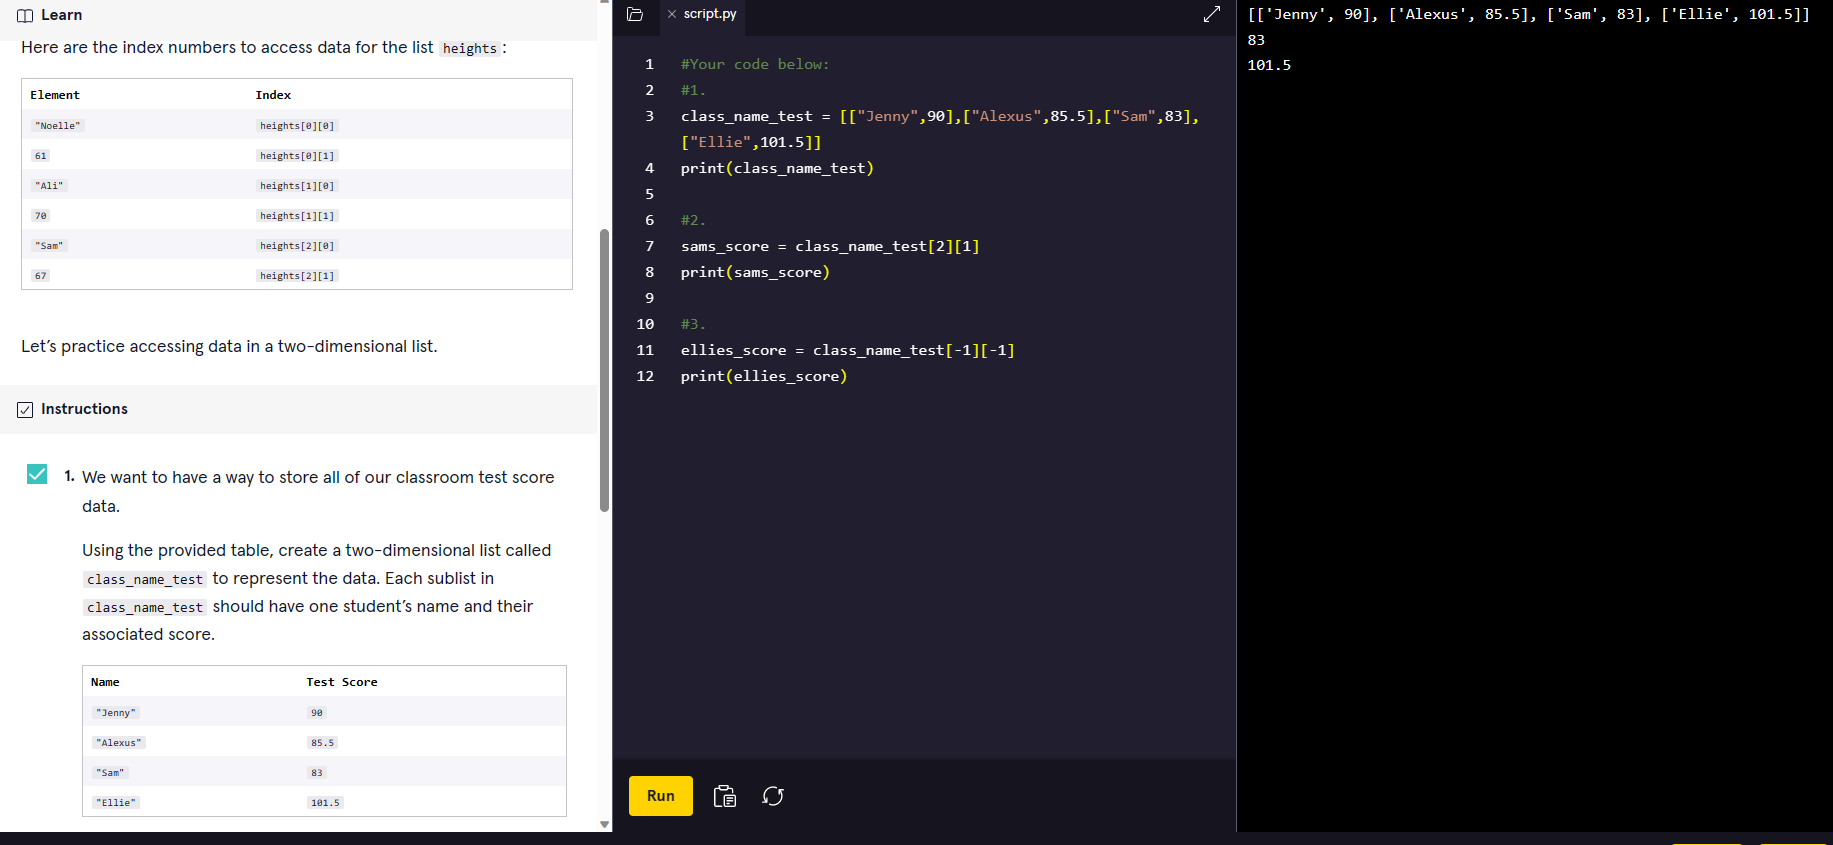 Learn
Here are the index numbers to access data for the list heights:
Element Index
"Noelle" heights[0][0]
61 heights[0][1]
"Ali" heights[1][0]
70 heights[1][1]
"Sam" heights[2][0]
67 heights[2][1]
Let’s practice accessing data in a two-dimensional list.
Instructions
1. We want to have a way to store all of our classroom test score
data.
Using the provided table, create a two-dimensional list called
class_name_test to represent the data. Each sublist in
class_name_test should have one student’s name and their
associated score.
Name Test Score
"Jenny" 90
"Alexus" 85.5
"Sam" 83
"Ellie" 101.5
script.py
1 #Your code below:
2 #1.
3 class_name_test = [["Jenny",90],["Alexus",85.5],["Sam",83],
["Ellie",101.5]]
4 print(class_name_test)
5
6 #2.
7 sams_score = class_name_test[2][1]
8 print(sams_score)
9
10 #3.
11 ellies_score = class_name_test[-1][-1]
12 print(ellies_score)
Run
[['Jenny', 90], ['Alexus', 85.5], ['Sam', 83], ['Ellie', 101.5]]
83
101.5